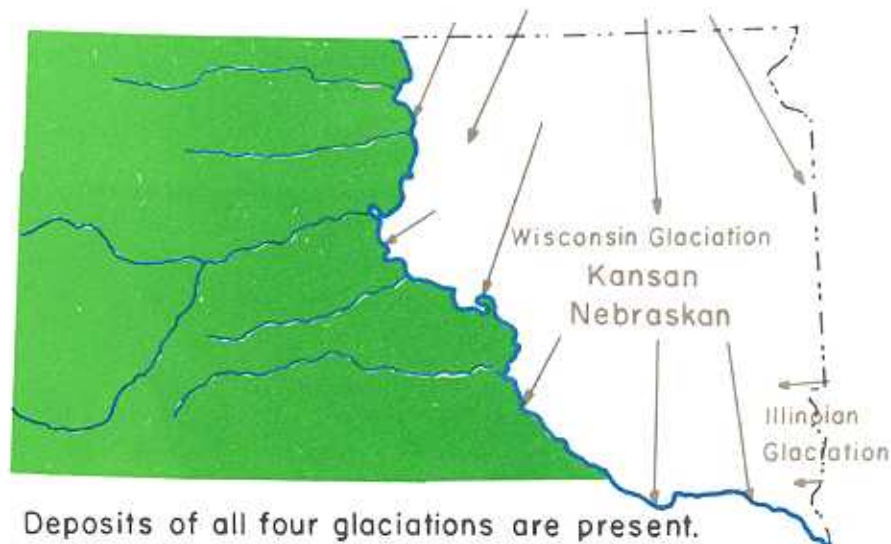 Wisconsin Glaciation
Kansan
Nebraskan
Illinoian
Glaciation
Deposits of all four glaciations are present.